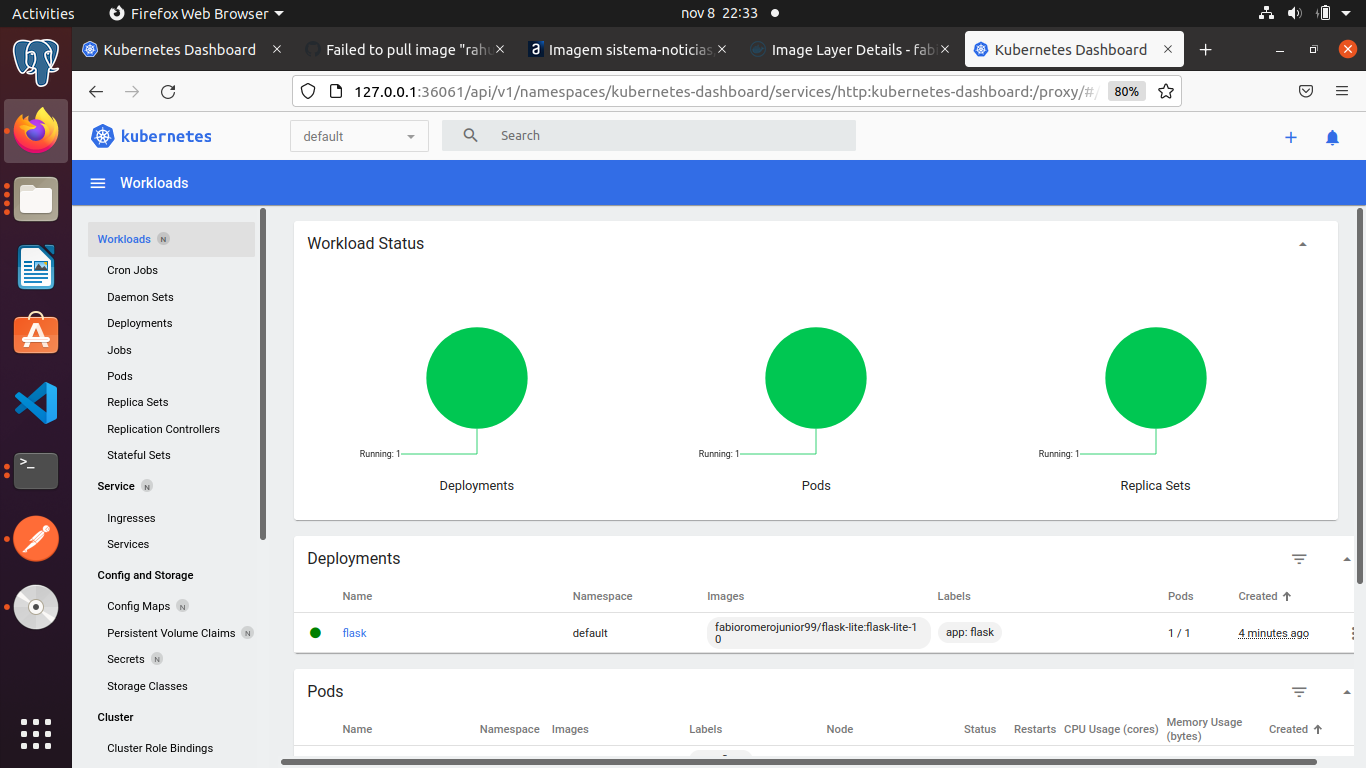 Activities
Firefox Web Browser
nov 8 22:33
Kubernetes Dashboard
Failed to pull image "rahu
Imagem sistema-noticias
Image Layer Details - fab
Kubernetes Dashboard
127.0.0.1:36061/api/v1/namespaces/kubernetes-dashboard/services/http:kubernetes-dashboard:/proxy/#/
80%
kubernetes
default
Search
Workloads
Workloads N
Cron Jobs
Daemon Sets
Deployments
Jobs
Pods
Replica Sets
Replication Controllers
Stateful Sets
Service N
Ingresses
Services
Config and Storage
Config Maps N
Persistent Volume Claims N
Secrets N
Storage Classes
Cluster
Cluster Role Bindings
Workload Status
Running: 1
Deployments
Running: 1
Pods
Running: 1
Replica Sets
Deployments
Name Namespace Images Labels Pods Created
flask default fabioromerojunior99/flask-lite:flask-lite-1 app: flask 1 / 1 4 minutes ago
0
Pods
Name Namespace Images Labels Node Status Restarts CPU Usage (cores) Memory Usage Created
(bytes)